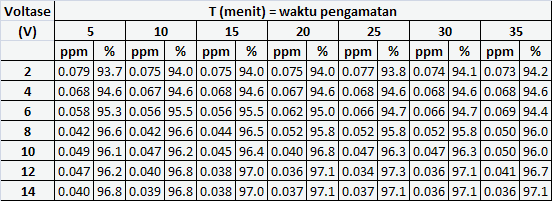 Voltase T (menit) = waktu pengamatan
(V) 5 10 15 20 25 30 35
ppm % ppm % ppm % ppm % ppm % ppm % ppm %
2 0.079 93.7 0.075 94.0 0.075 94.0 0.075 94.0 0.077 93.8 0.074 94.1 0.073 94.2
4 0.068 94.6 0.067 94.6 0.068 94.6 0.067 94.6 0.068 94.6 0.068 94.6 0.068 94.6
6 0.058 95.3 0.056 95.5 0.056 95.5 0.062 95.0 0.066 94.7 0.066 94.7 0.069 94.4
8 0.042 96.6 0.042 96.6 0.044 96.5 0.052 95.8 0.052 95.8 0.052 95.8 0.050 96.0
10 0.049 96.1 0.047 96.2 0.045 96.4 0.040 96.8 0.047 96.3 0.047 96.3 0.050 96.0
12 0.047 96.2 0.040 96.8 0.038 97.0 0.036 97.1 0.034 97.3 0.036 97.1 0.041 96.7
14 0.040 96.8 0.039 96.8 0.038 97.0 0.037 97.1 0.037 97.1 0.036 97.1 0.036 97.1